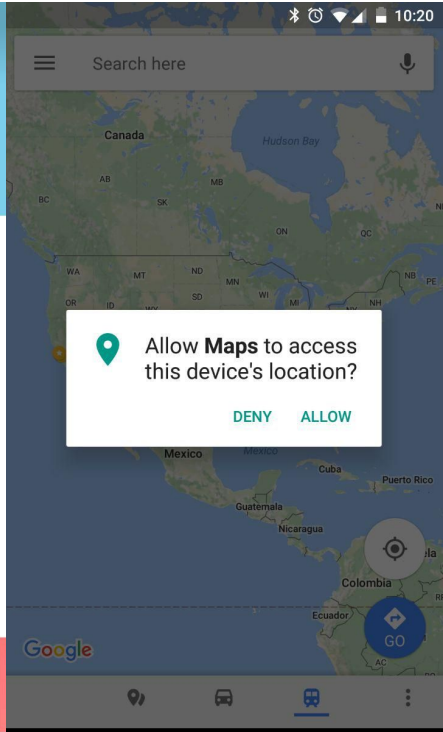 10:20
Search here
Canada
Hudson Bay
AB
MB
BC
SK
ON
QC
WA
MT
ND
MN
NB
PE
OR
ID
SD
WI
MI
NH
Allow Maps to access
this device's location?
DENY ALLOW
Mexico
Mexico
Cuba
Puerto Rico
Guatemala
Nicaragua
Colombia
Ecuador
Google
GO
AC